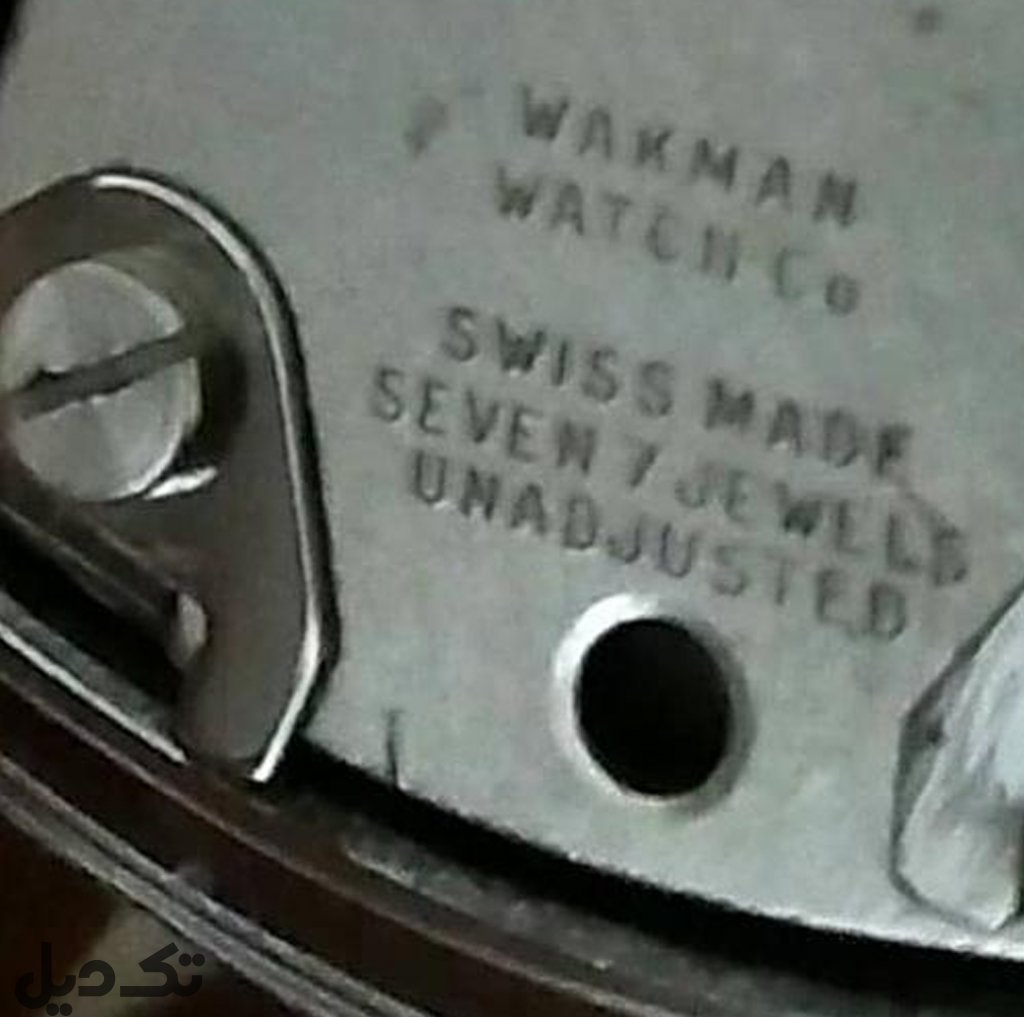 WAKMAN
WATCH Co
SWISS MADE
SEVEN 7 JEWELS
UNADJUSTED
تک دیل